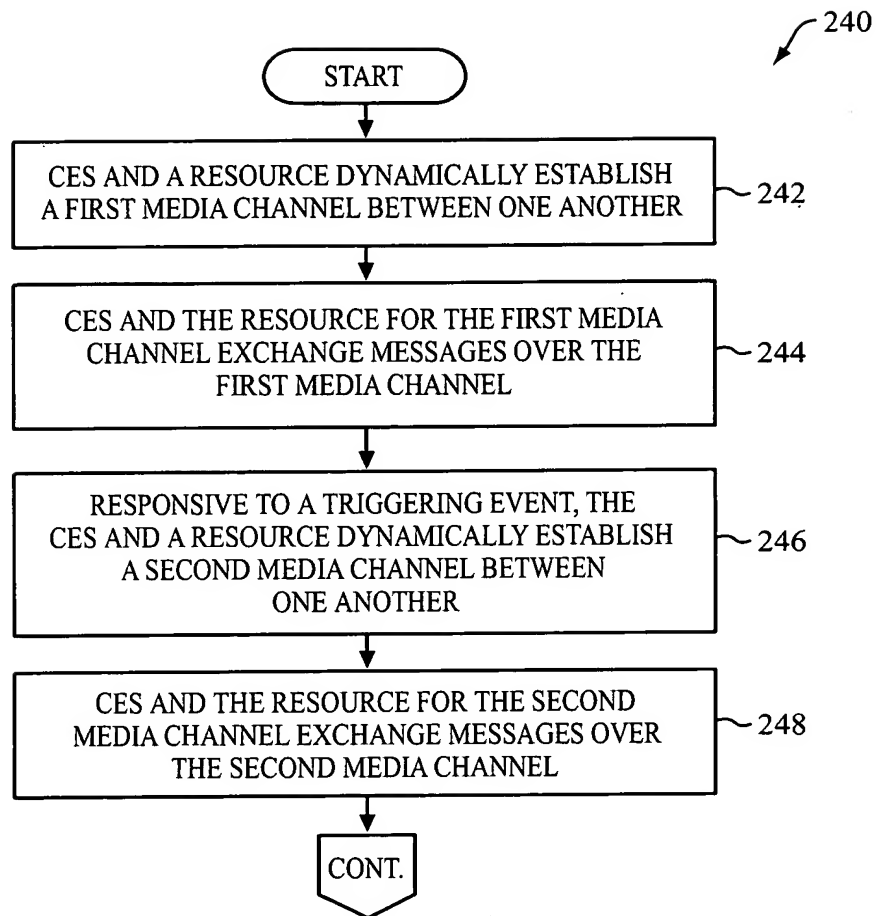 240
START
CES AND A RESOURCE DYNAMICALLY ESTABLISH
A FIRST MEDIA CHANNEL BETWEEN ONE ANOTHER
242
CES AND THE RESOURCE FOR THE FIRST MEDIA
CHANNEL EXCHANGE MESSAGES OVER THE
FIRST MEDIA CHANNEL
244
RESPONSIVE TO A TRIGGERING EVENT, THE
CES AND A RESOURCE DYNAMICALLY ESTABLISH
A SECOND MEDIA CHANNEL BETWEEN
ONE ANOTHER
246
CES AND THE RESOURCE FOR THE SECOND
MEDIA CHANNEL EXCHANGE MESSAGES OVER
THE SECOND MEDIA CHANNEL
248
CONT.